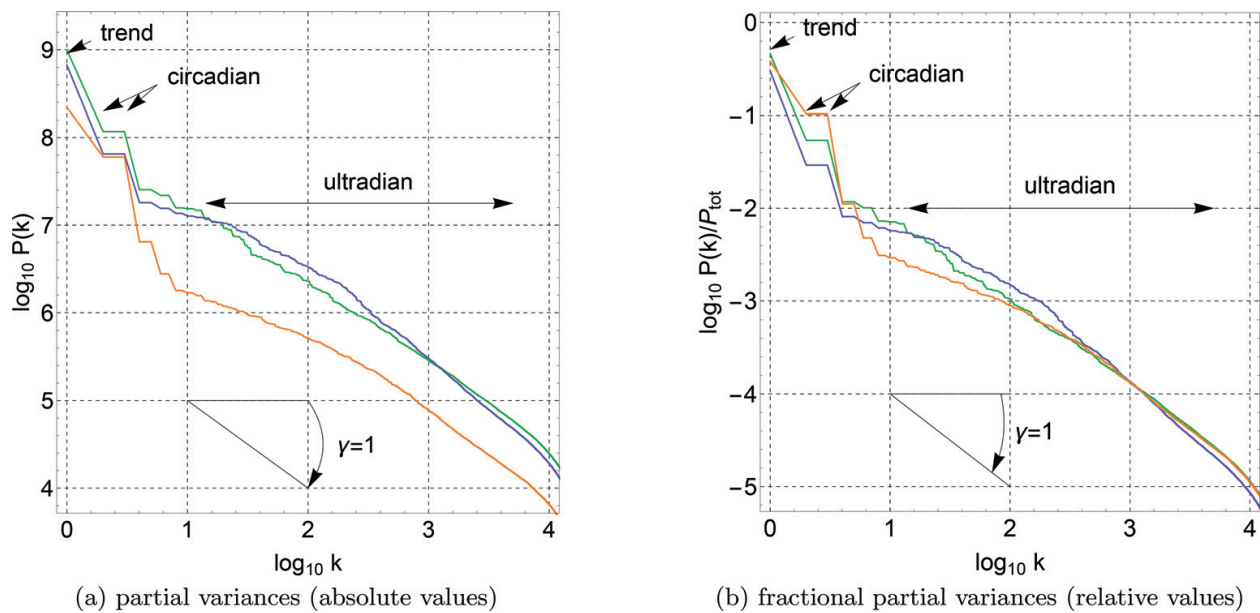 trend
circadian
ultradian
γ=1
9
8
7
6
5
4
log₁₀ P(k)
0 1 2 3 4
log₁₀ k
(a) partial variances (absolute values)
trend
circadian
ultradian
γ=1
0
−1
−2
−3
−4
−5
log₁₀ P(k)/Pₜₒₜ
0 1 2 3 4
log₁₀ k
(b) fractional partial variances (relative values)